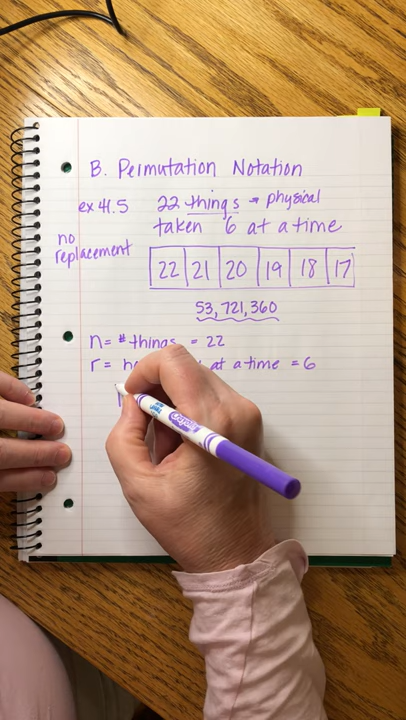 B. Permutation Notation
ex 41.5 22 things → physical
taken 6 at a time
no
replacement
22 21 20 19 18 17
53,721,360
n = # things = 22
r = at a time = 6
Crayola